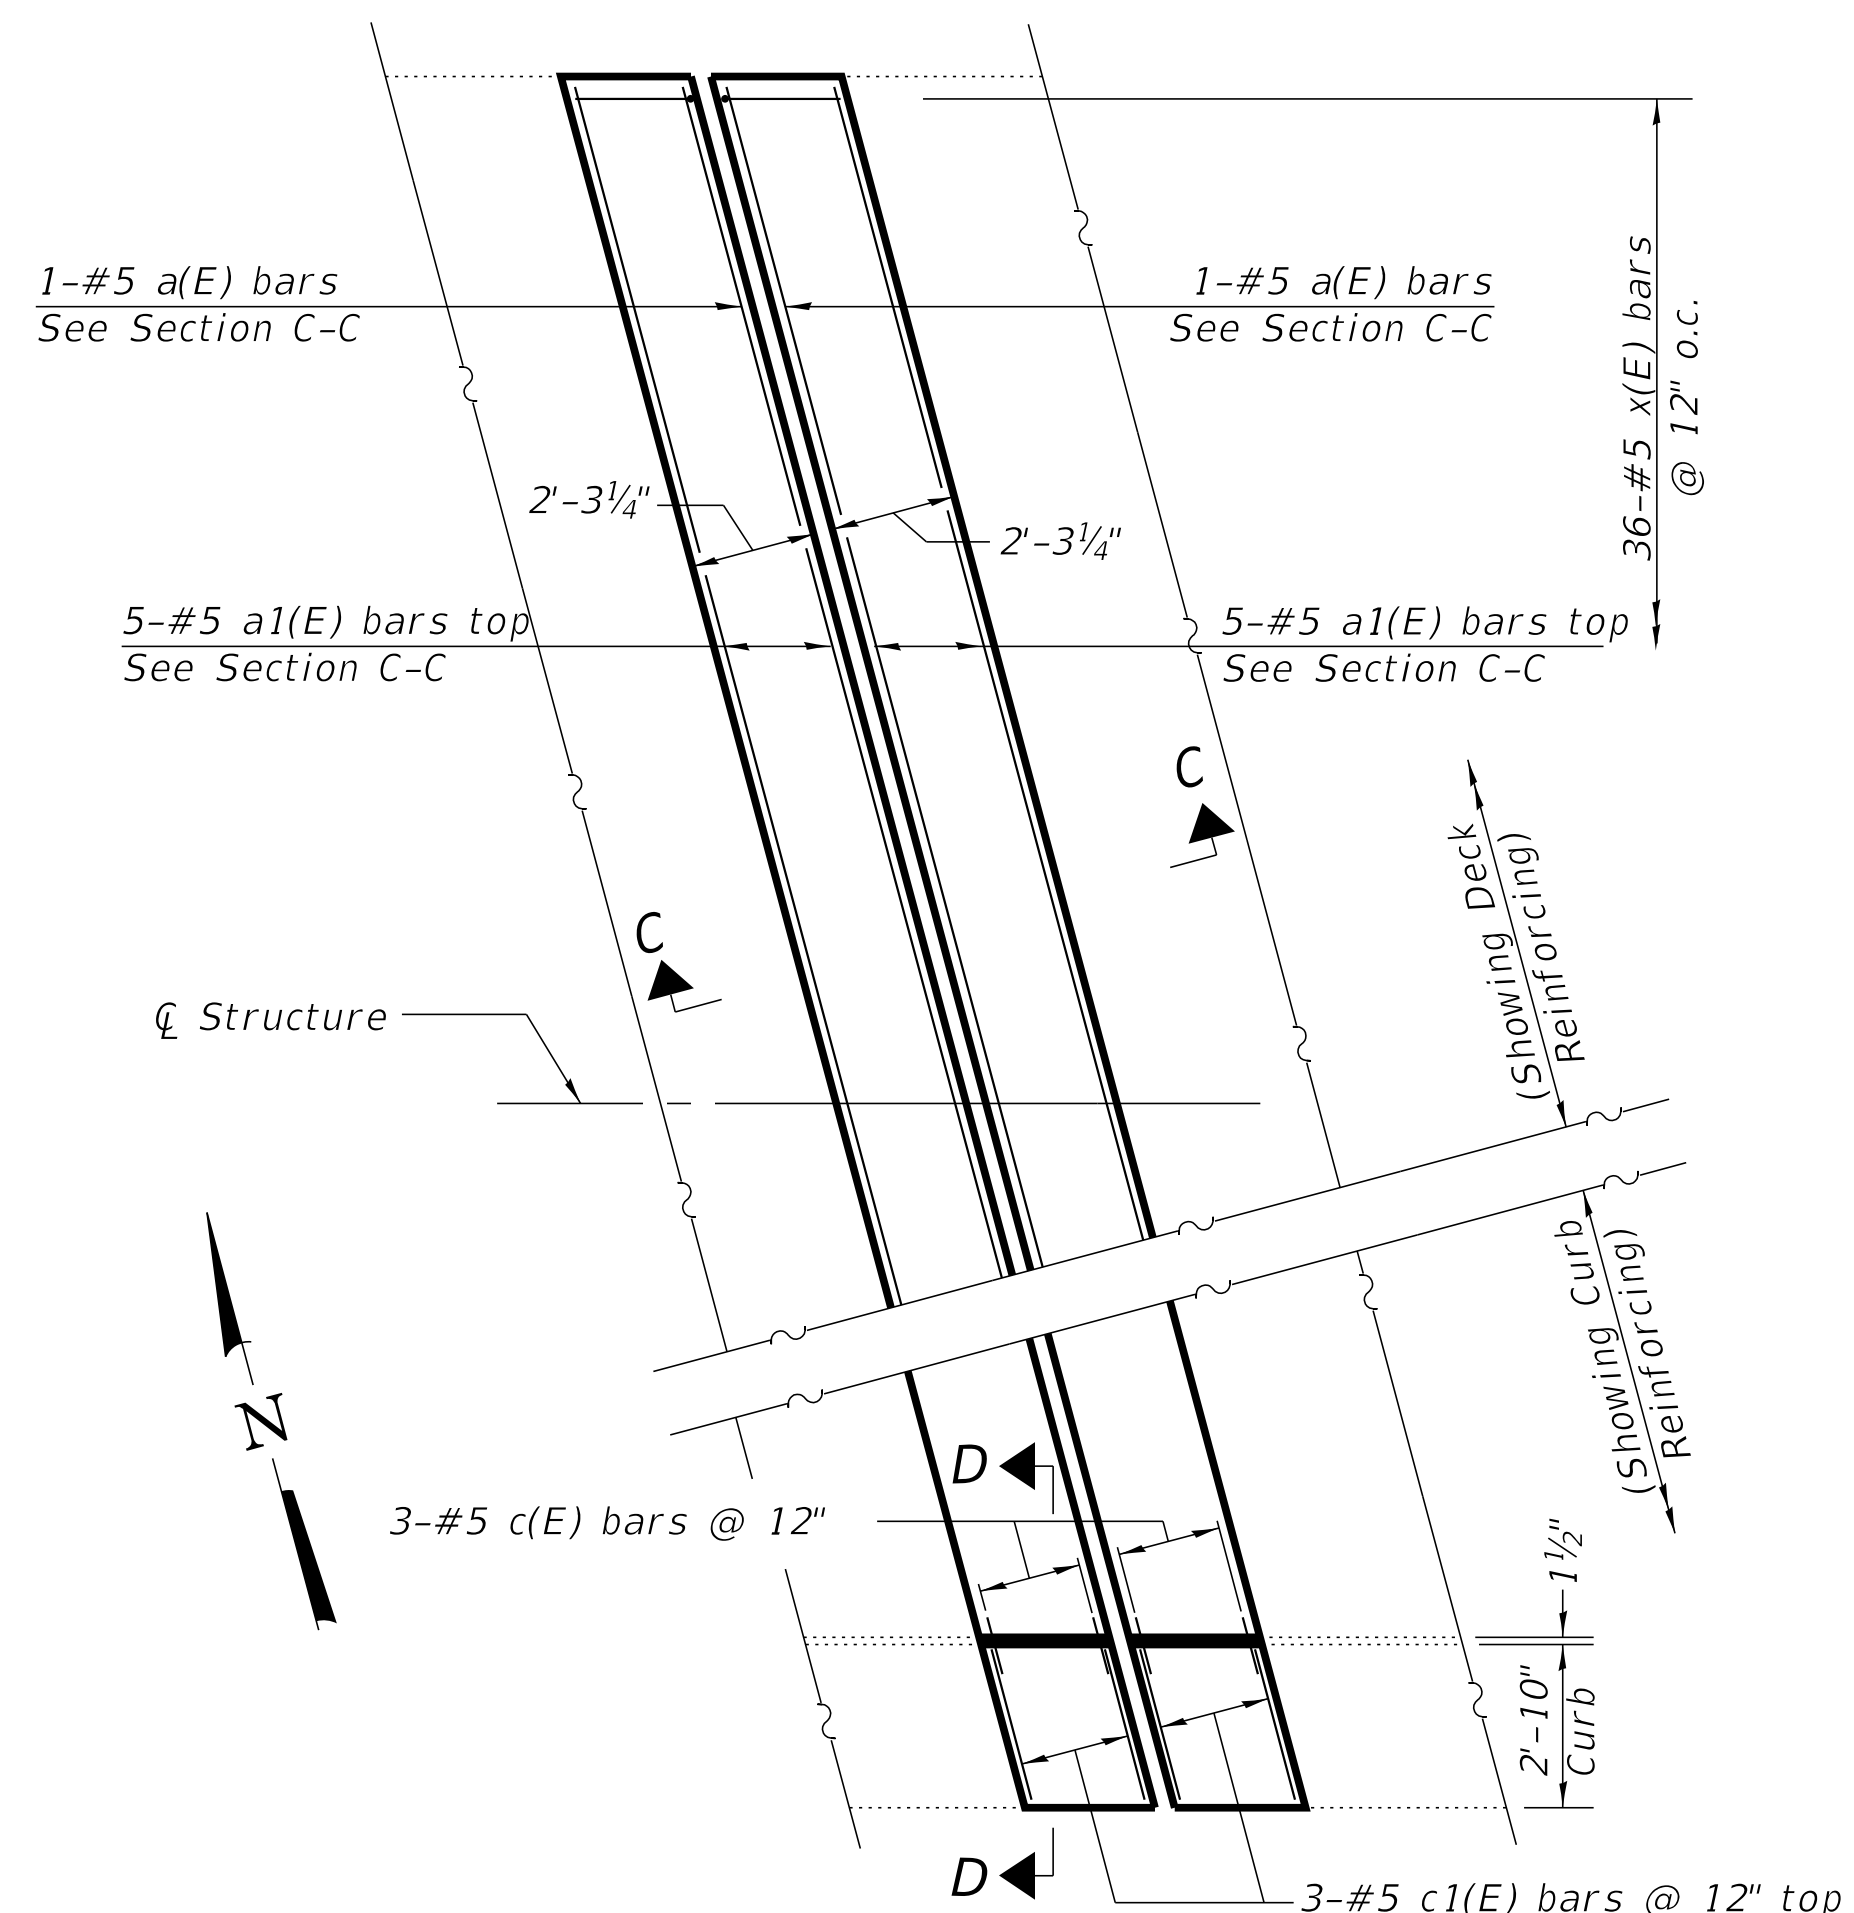 1-#5 a(E) bars
See Section C-C
1-#5 a(E) bars
See Section C-C
36-#5 x(E) bars
@ 12" o.c.
2'-3¼"
2'-3¼"
5-#5 a1(E) bars top
See Section C-C
5-#5 a1(E) bars top
See Section C-C
C
C
(Showing Deck
Reinforcing)
℄ Structure
(Showing Curb
Reinforcing)
N
D
3-#5 c(E) bars @ 12"
1½"
2'-10"
Curb
D
3-#5 c1(E) bars @ 12" top